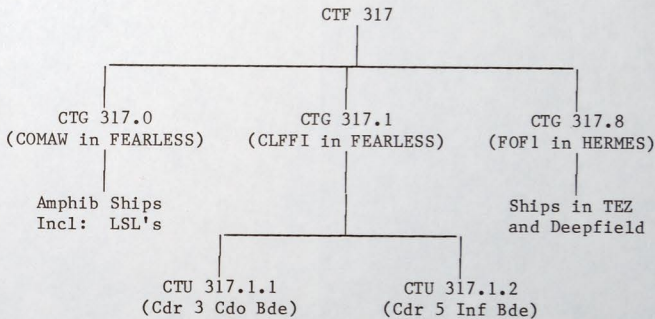 CTF 317
CTG 317.0
(COMAW in FEARLESS)
Amphib Ships
Incl: LSL's
CTG 317.1
(CLFFI in FEARLESS)
CTG 317.8
(FOF1 in HERMES)
Ships in TEZ
and Deepfield
CTU 317.1.1
(Cdr 3 Cdo Bde)
CTU 317.1.2
(Cdr 5 Inf Bde)